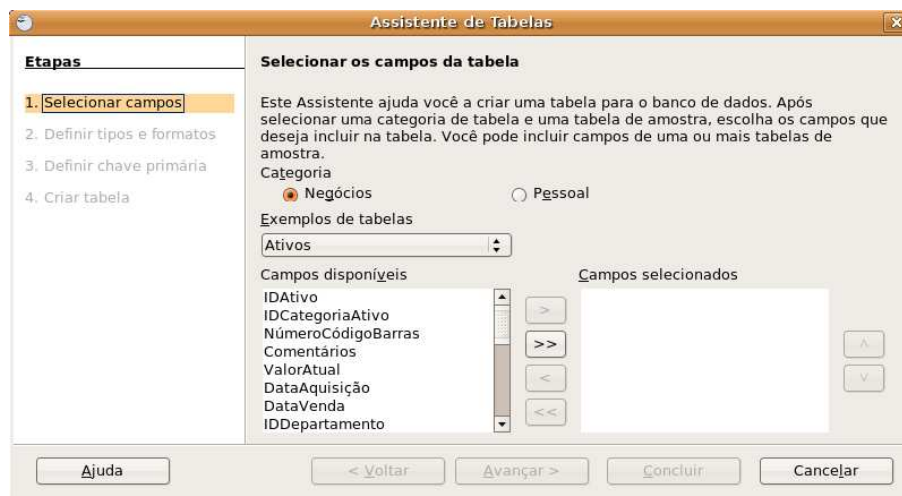 Assistente de Tabelas
Etapas
1. Selecionar campos
2. Definir tipos e formatos
3. Definir chave primária
4. Criar tabela
Selecionar os campos da tabela
Este Assistente ajuda você a criar uma tabela para o banco de dados. Após
selecionar uma categoria de tabela e uma tabela de amostra, escolha os campos que
deseja incluir na tabela. Você pode incluir campos de uma ou mais tabelas de
amostra.
Categoria
Negócios
Pessoal
Exemplos de tabelas
Ativos
Campos disponíveis
IDAtivo
IDCategoriaAtivo
NúmeroCódigoBarras
Comentários
ValorAtual
DataAquisição
DataVenda
IDDepartamento
>
>>
<
<<
Campos selecionados
Ajuda
< Voltar
Avançar >
Concluir
Cancelar